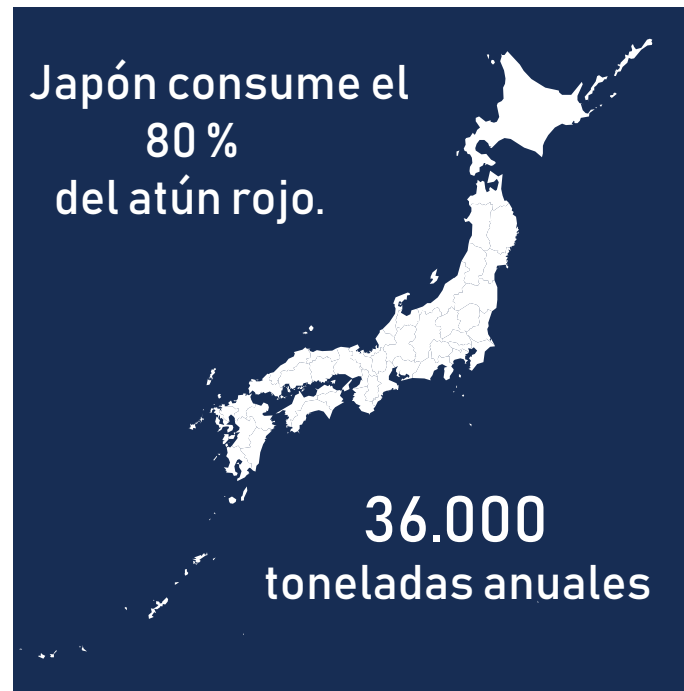 Japón consume el
80 %
del atún rojo.
36.000
toneladas anuales